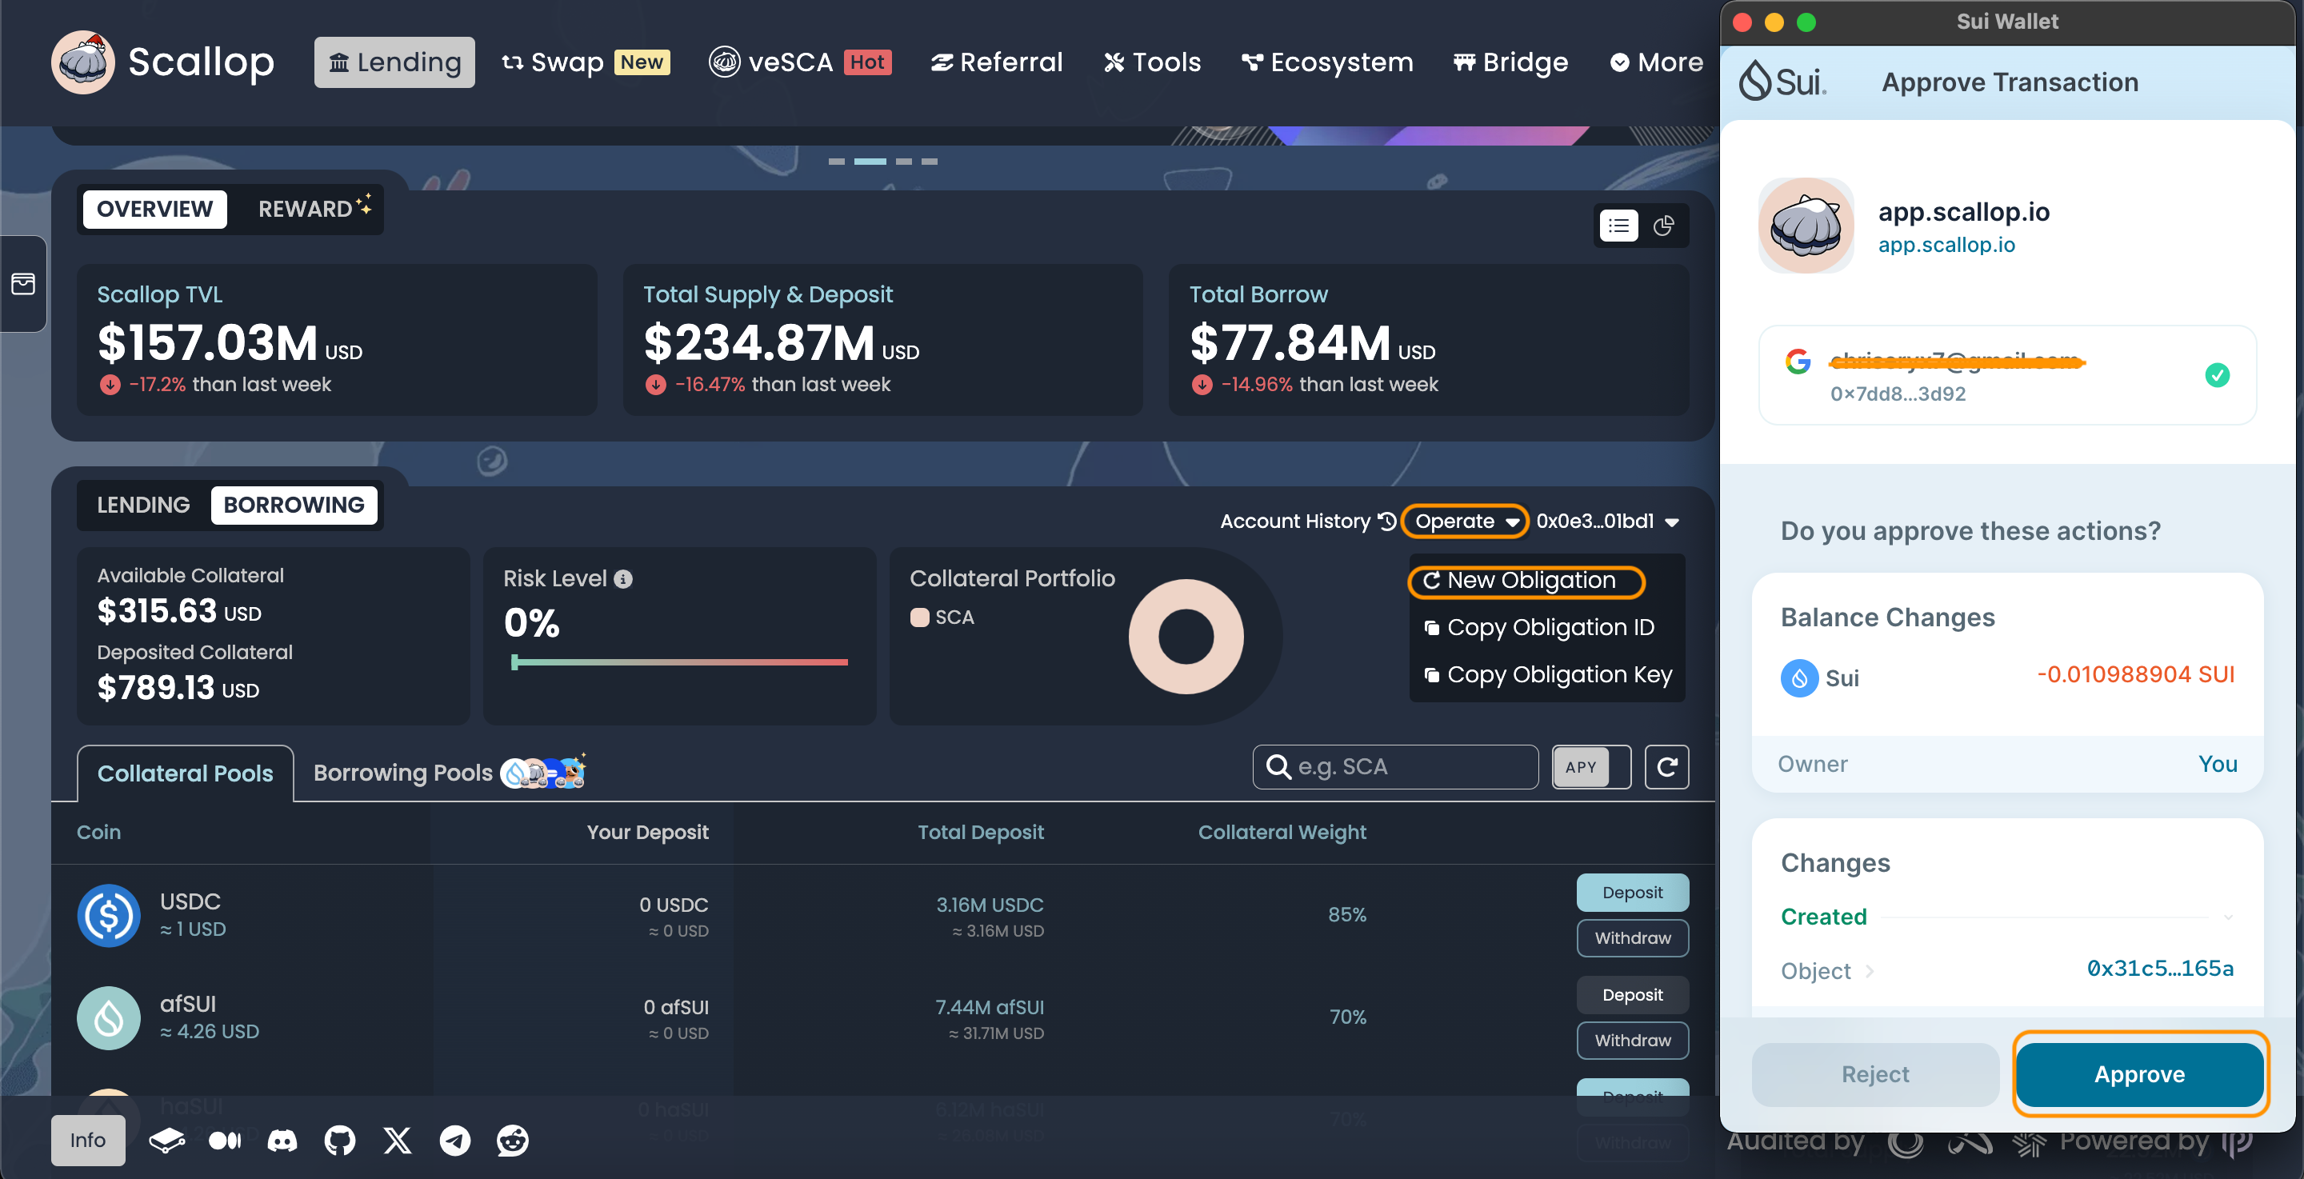 Scallop
Lending
Swap New
veSCA Hot
Referral
Tools
Ecosystem
Bridge
More
OVERVIEW
REWARD
Scallop TVL
$157.03M USD
-17.2% than last week
Total Supply & Deposit
$234.87M USD
-16.47% than last week
Total Borrow
$77.84M USD
-14.96% than last week
LENDING
BORROWING
Account History
Operate
0x0e3...01bd1
Available Collateral
$315.63 USD
Deposited Collateral
$789.13 USD
Risk Level
0%
Collateral Portfolio
SCA
New Obligation
Copy Obligation ID
Copy Obligation Key
Collateral Pools
Borrowing Pools
e.g. SCA
APY
Coin
Your Deposit
Total Deposit
Collateral Weight
USDC
≈ 1 USD
0 USDC
≈ 0 USD
3.16M USDC
≈ 3.16M USD
85%
Deposit
Withdraw
afSUI
≈ 4.26 USD
0 afSUI
≈ 0 USD
7.44M afSUI
≈ 31.71M USD
70%
Deposit
Withdraw
haSUI
0 haSUI
8.12M haSUI
70%
Deposit
Withdraw
Info
Audited by
Powered by
Sui Wallet
Sui.
Approve Transaction
app.scallop.io
app.scallop.io
0x7dd8...3d92
Do you approve these actions?
Balance Changes
Sui
-0.010988904 SUI
Owner
You
Changes
Created
Object
0x31c5...165a
Reject
Approve